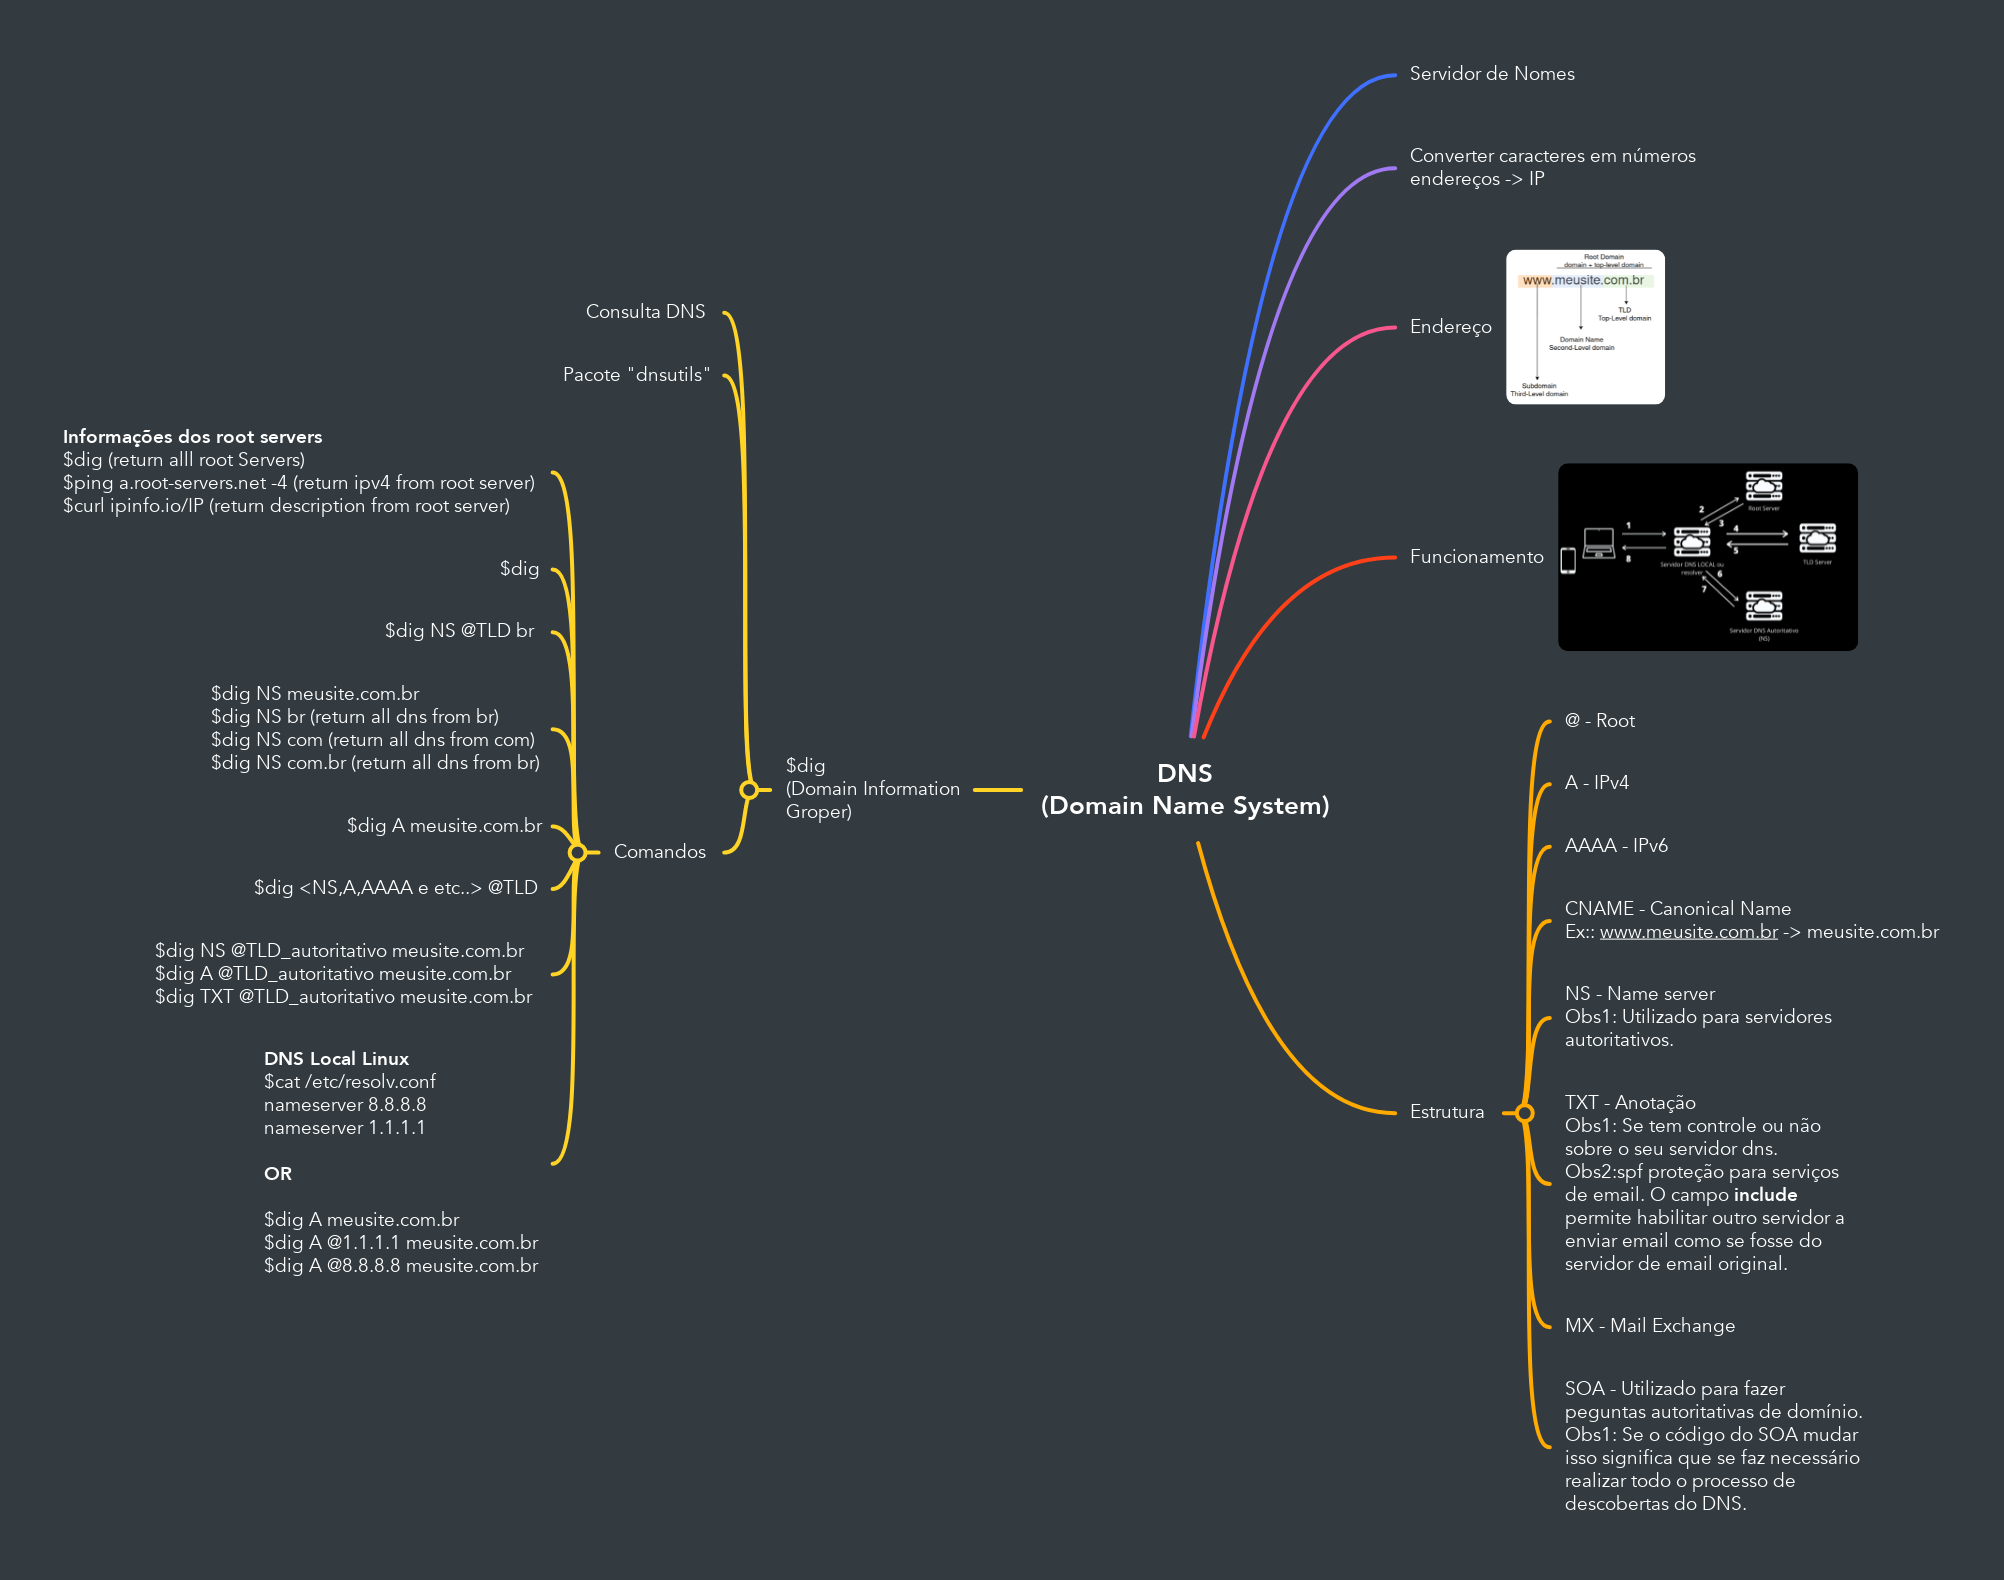 DNS
(Domain Name System)
Servidor de Nomes
Converter caracteres em números
endereços -> IP
Endereço
Root Domain
domain + top-level domain
www.meusite.com.br
TLD
Top-Level domain
Domain Name
Second-Level domain
Subdomain
Third-Level domain
Funcionamento
Root Server
1
2
3
4
5
6
7
8
Servidor DNS LOCAL ou
resolver
TLD Server
Servidor DNS Autoritativo
(NS)
Estrutura
@ - Root
A - IPv4
AAAA - IPv6
CNAME - Canonical Name
Ex:: www.meusite.com.br -> meusite.com.br
NS - Name server
Obs1: Utilizado para servidores
autoritativos.
TXT - Anotação
Obs1: Se tem controle ou não
sobre o seu servidor dns.
Obs2:spf proteção para serviços
de email. O campo include
permite habilitar outro servidor a
enviar email como se fosse do
servidor de email original.
MX - Mail Exchange
SOA - Utilizado para fazer
peguntas autoritativas de domínio.
Obs1: Se o código do SOA mudar
isso significa que se faz necessário
realizar todo o processo de
descobertas do DNS.
$dig
(Domain Information
Groper)
Consulta DNS
Pacote "dnsutils"
Comandos
Informações dos root servers
$dig (return alll root Servers)
$ping a.root-servers.net -4 (return ipv4 from root server)
$curl ipinfo.io/IP (return description from root server)
$dig
$dig NS @TLD br
$dig NS meusite.com.br
$dig NS br (return all dns from br)
$dig NS com (return all dns from com)
$dig NS com.br (return all dns from br)
$dig A meusite.com.br
$dig <NS,A,AAAA e etc..> @TLD
$dig NS @TLD_autoritativo meusite.com.br
$dig A @TLD_autoritativo meusite.com.br
$dig TXT @TLD_autoritativo meusite.com.br
DNS Local Linux
$cat /etc/resolv.conf
nameserver 8.8.8.8
nameserver 1.1.1.1
OR
$dig A meusite.com.br
$dig A @1.1.1.1 meusite.com.br
$dig A @8.8.8.8 meusite.com.br